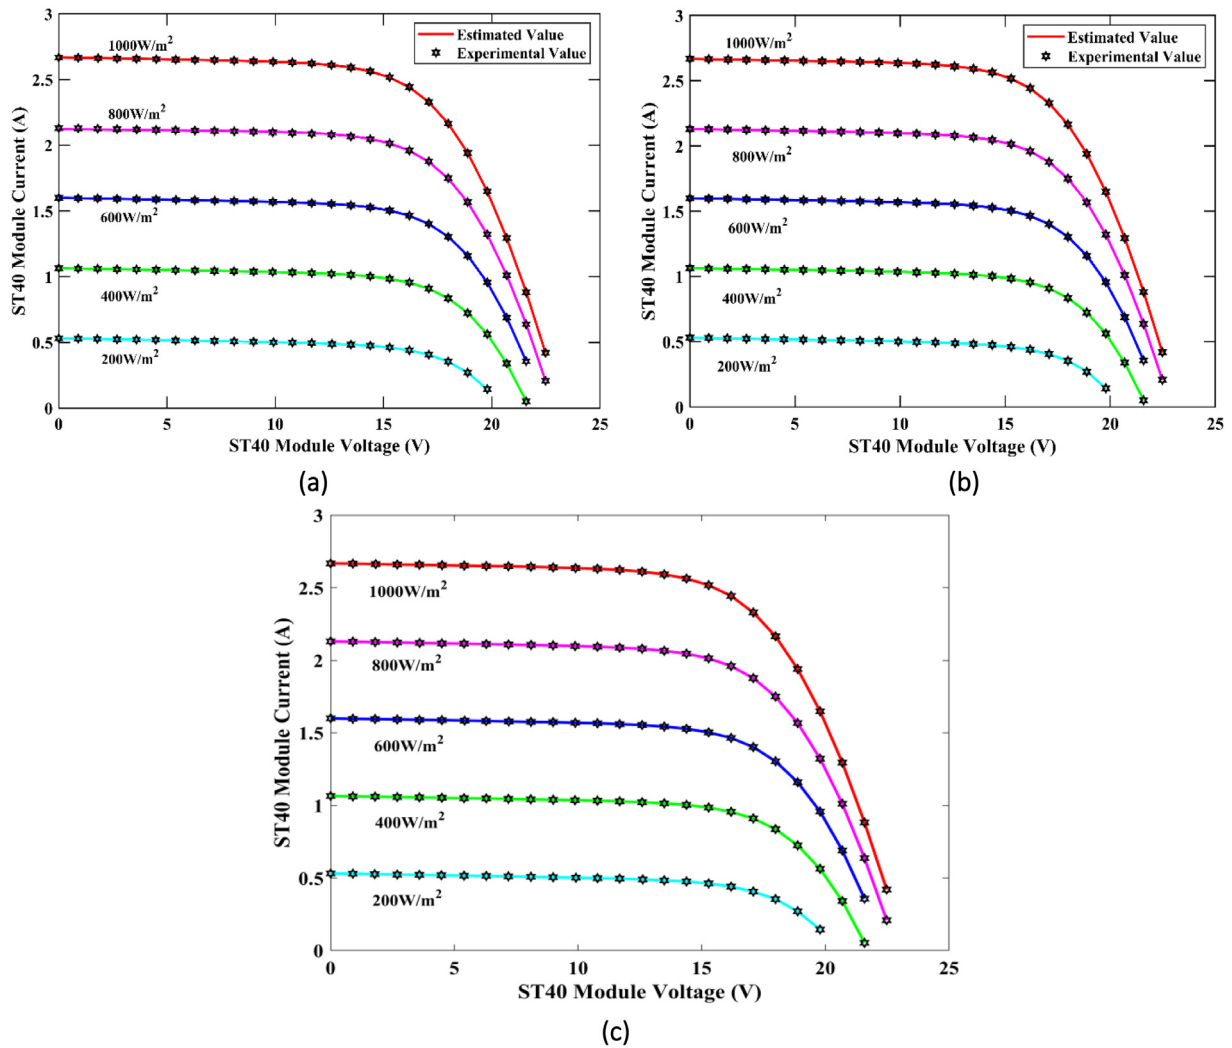 3
2.5
2
1.5
1
0.5
0
ST40 Module Current (A)
1000W/m²
800W/m²
600W/m²
400W/m²
200W/m²
Estimated Value
Experimental Value
0 5 10 15 20 25
ST40 Module Voltage (V)
(a)
3
2.5
2
1.5
1
0.5
0
ST40 Module Current (A)
1000W/m²
800W/m²
600W/m²
400W/m²
200W/m²
Estimated Value
Experimental Value
0 5 10 15 20 25
ST40 Module Voltage (V)
(b)
3
2.5
2
1.5
1
0.5
0
ST40 Module Current (A)
1000W/m²
800W/m²
600W/m²
400W/m²
200W/m²
0 5 10 15 20 25
ST40 Module Voltage (V)
(c)